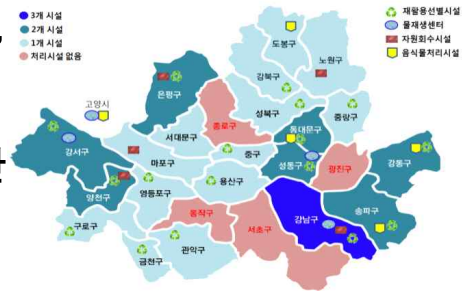 3개 시설
2개 시설
1개 시설
처리시설 없음
재활용선별시설
물재생센터
자원회수시설
음식물처리시설
도봉구
노원구
강북구
은평구
성북구
중랑구
고양시
종로구
동대문구
서대문구
강서구
마포구
중구
성동구
광진구
강동구
양천구
영등포구
용산구
동작구
강남구
송파구
서초구
구로구
금천구
관악구